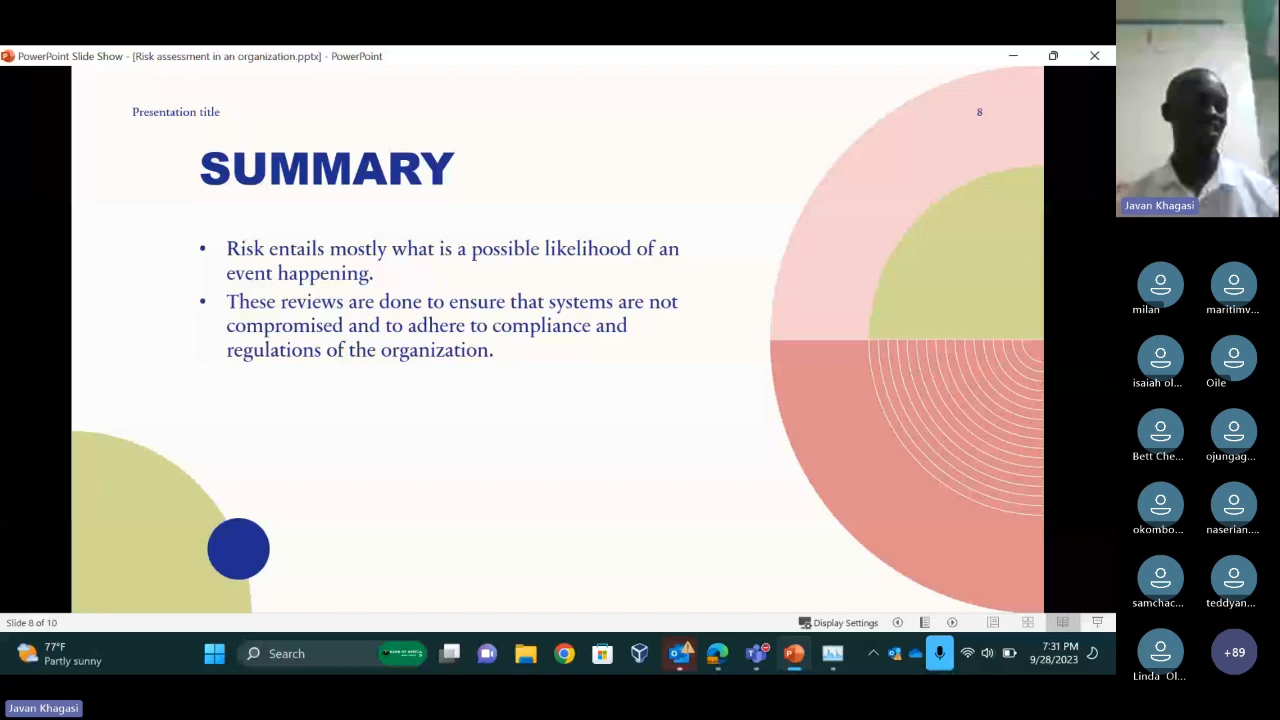 PowerPoint Slide Show - [Risk assessment in an organization.pptx] - PowerPoint
Presentation title
8
SUMMARY
• Risk entails mostly what is a possible likelihood of an
event happening.
• These reviews are done to ensure that systems are not
compromised and to adhere to compliance and
regulations of the organization.
Slide 8 of 10
Display Settings
77°F
Partly sunny
Search
7:31 PM
9/28/2023
Javan Khagasi
Javan Khagasi
milan
maritimv...
isaiah ol...
Oile
Bett Che...
ojungag...
okombo...
naserian....
samchac...
teddyan...
Linda Ol...
+89